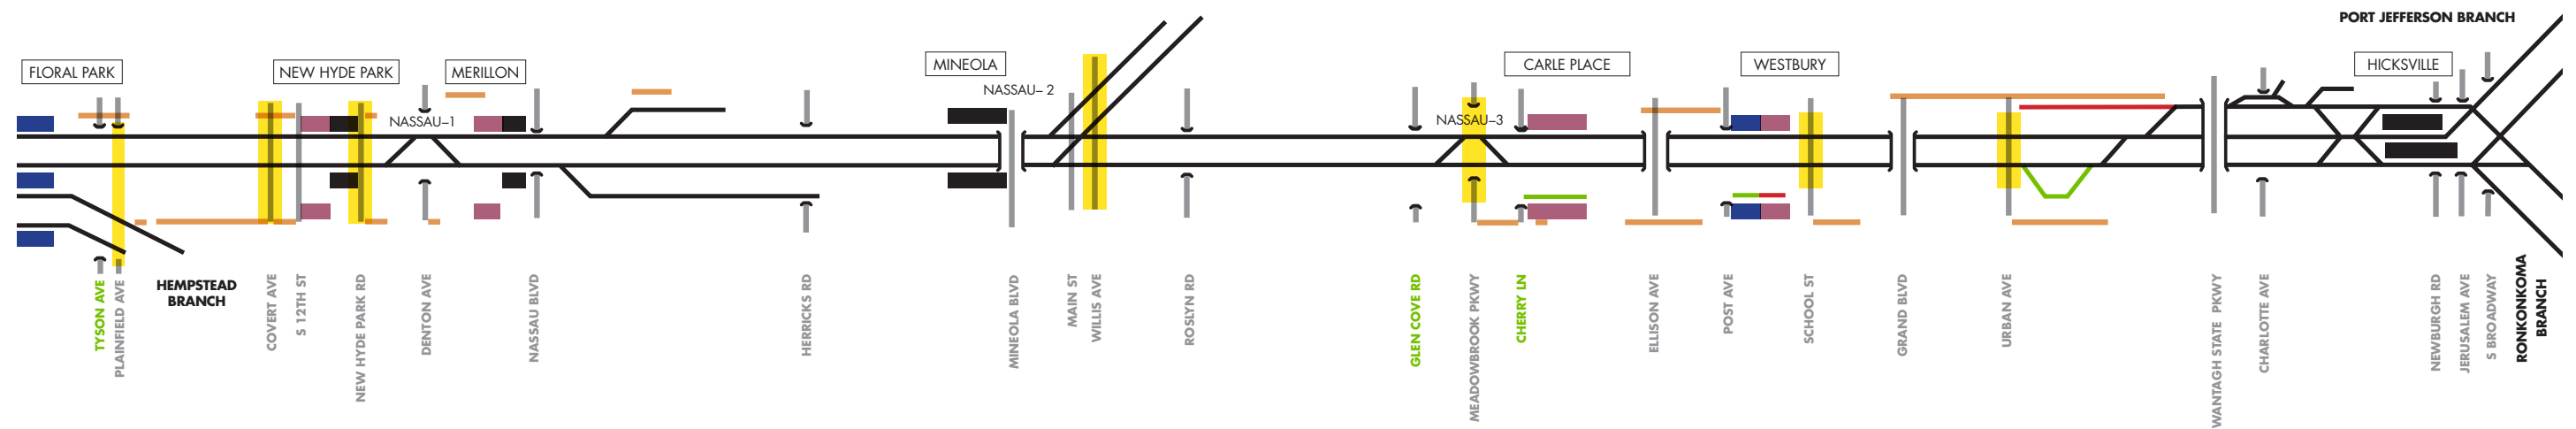 PORT JEFFERSON BRANCH
FLORAL PARK
NEW HYDE PARK
MERILLON
MINEOLA
CARLE PLACE
WESTBURY
HICKSVILLE
NASSAU–1
NASSAU– 2
NASSAU–3
TYSON AVE
PLAINFIELD AVE
HEMPSTEAD
BRANCH
COVERT AVE
S 12TH ST
NEW HYDE PARK RD
DENTON AVE
NASSAU BLVD
HERRICKS RD
MINEOLA BLVD
MAIN ST
WILLIS AVE
ROSLYN RD
GLEN COVE RD
MEADOWBROOK PKWY
CHERRY LN
ELLISON AVE
POST AVE
SCHOOL ST
GRAND BLVD
URBAN AVE
WANTAGH STATE PKWY
CHARLOTTE AVE
NEWBURGH RD
JERUSALEM AVE
S BROADWAY
RONKONKOMA
BRANCH